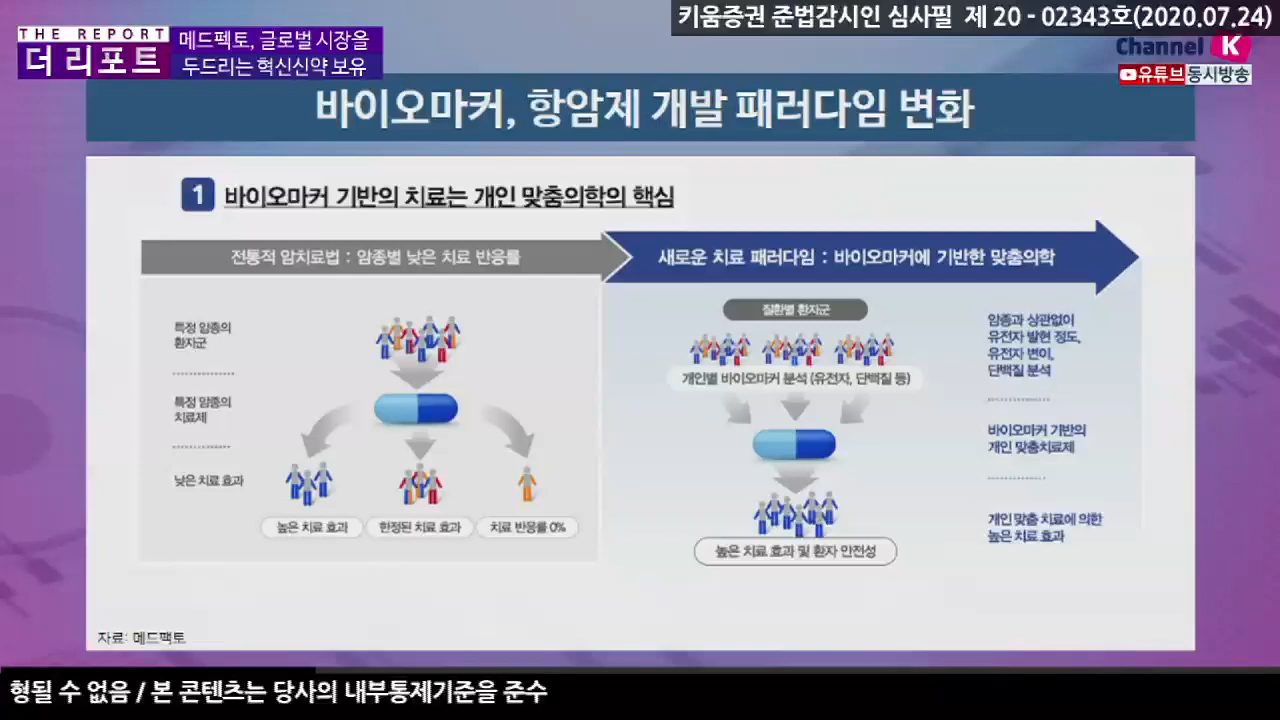 키움증권 준법감시인 심사필 제 20 - 02343호(2020.07.24)
THE REPORT
더 리포트
메드팩토, 글로벌 시장을
두드리는 혁신신약 보유
Channel K
유튜브 동시방송
바이오마커, 항암제 개발 패러다임 변화
1 바이오마커 기반의 치료는 개인 맞춤의학의 핵심
전통적 암치료법 : 암종별 낮은 치료 반응률
특정 암종의
환자군
특정 암종의
치료제
낮은 치료 효과
높은 치료 효과
한정된 치료 효과
치료 반응률 0%
새로운 치료 패러다임 : 바이오마커에 기반한 맞춤의학
질환별 환자군
개인별 바이오마커 분석 (유전자, 단백질 등)
높은 치료 효과 및 환자 안전성
암종과 상관없이
유전자 발현 정도,
유전자 변이,
단백질 분석
바이오마커 기반의
개인 맞춤치료제
개인 맞춤 치료에 의한
높은 치료 효과
자료: 메드팩토
형될 수 없음 / 본 콘텐츠는 당사의 내부통제기준을 준수